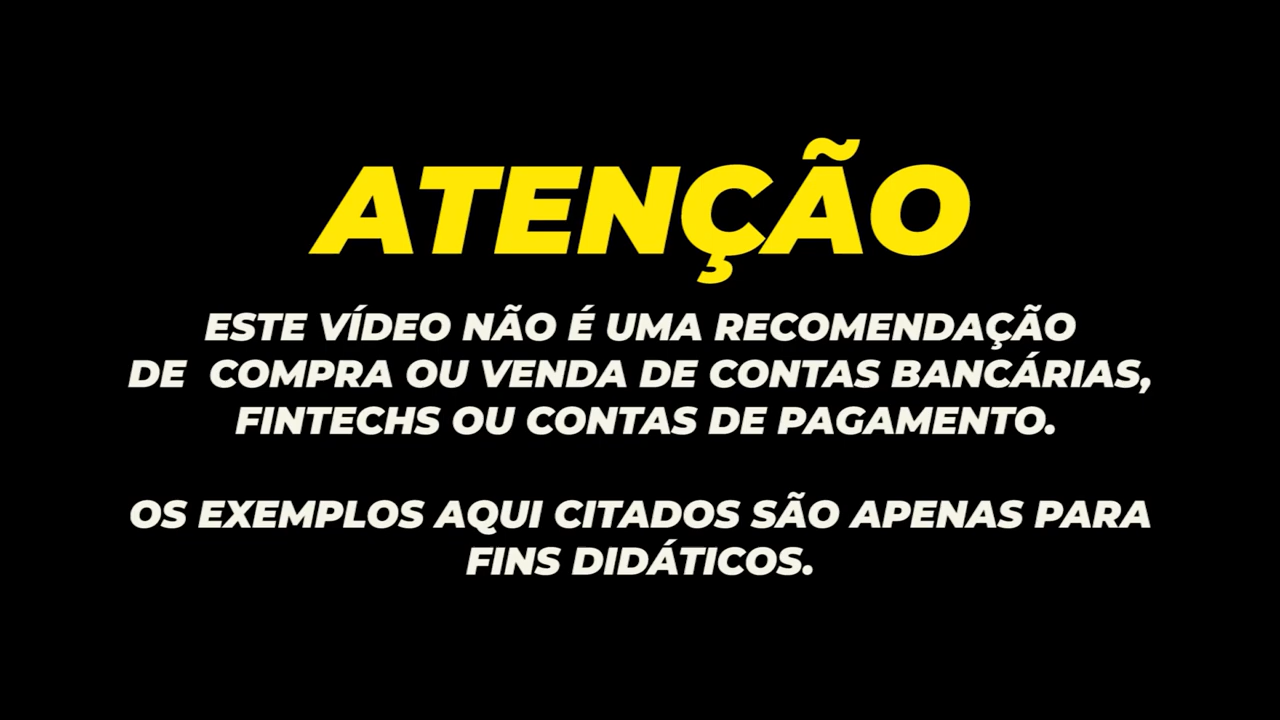 ATENÇÃO
ESTE VÍDEO NÃO É UMA RECOMENDAÇÃO
DE COMPRA OU VENDA DE CONTAS BANCÁRIAS,
FINTECHS OU CONTAS DE PAGAMENTO.
OS EXEMPLOS AQUI CITADOS SÃO APENAS PARA
FINS DIDÁTICOS.